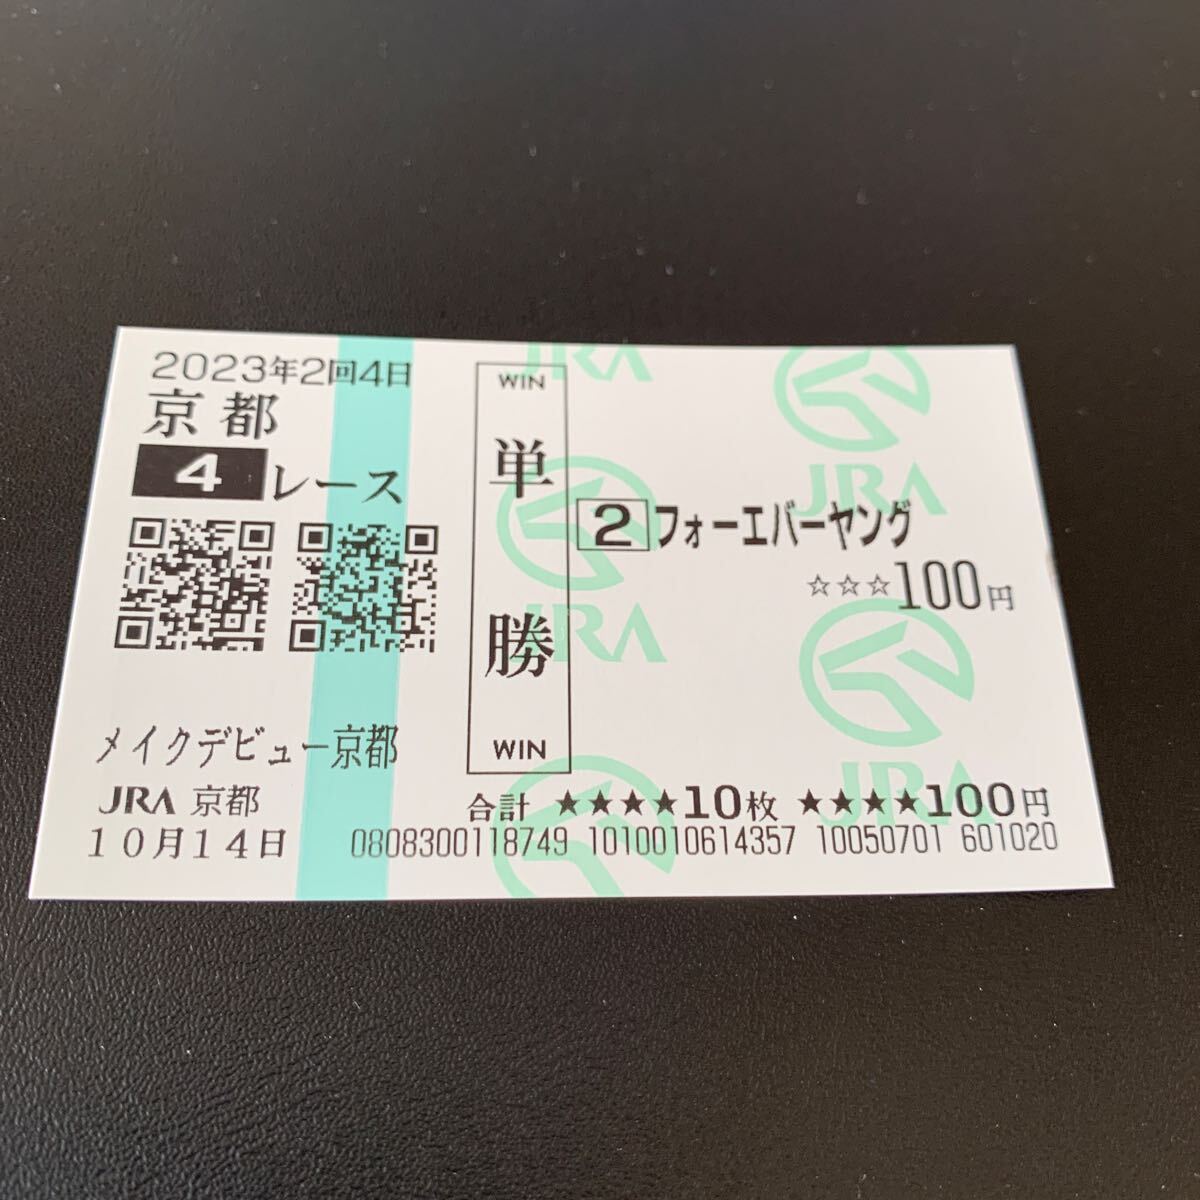 2023年2回4日
京都
4レース
メイクデビュー京都
JRA 京都
10月14日
WIN
単勝
WIN
2 フォーエバーヤング
☆☆☆100円
合計 ★★★★10枚 ★★★★100円
0808300118749 1010010614357 10050701 601020
JRA
JRA
JRA
JRA